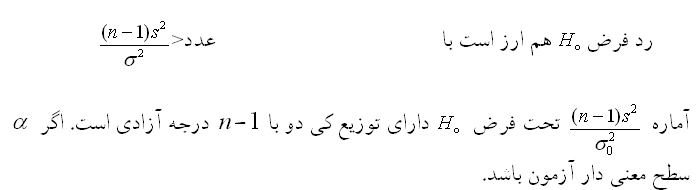 رد فرض H₀ هم ارز است با عدد< (n−1)s² / σ²
آماره (n−1)s² / σ₀² تحت فرض H₀ دارای توزیع کی دو با n−1 درجه آزادی است. اگر α
سطح معنی دار آزمون باشد.